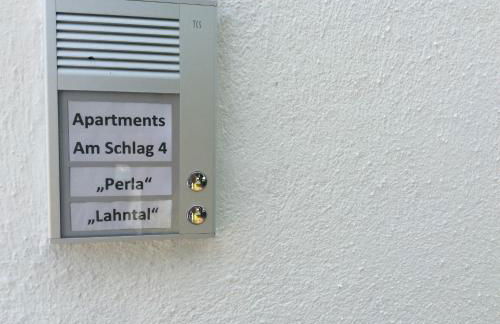 TCS
Apartments
Am Schlag 4
„Perla“
„Lahntal“